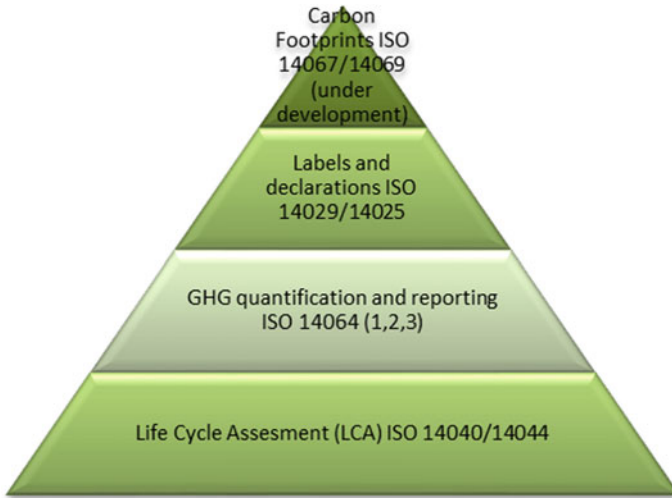 Carbon
Footprints ISO
14067/14069
(under
development)
Labels and
declarations ISO
14029/14025
GHG quantification and reporting
ISO 14064 (1,2,3)
Life Cycle Assesment (LCA) ISO 14040/14044